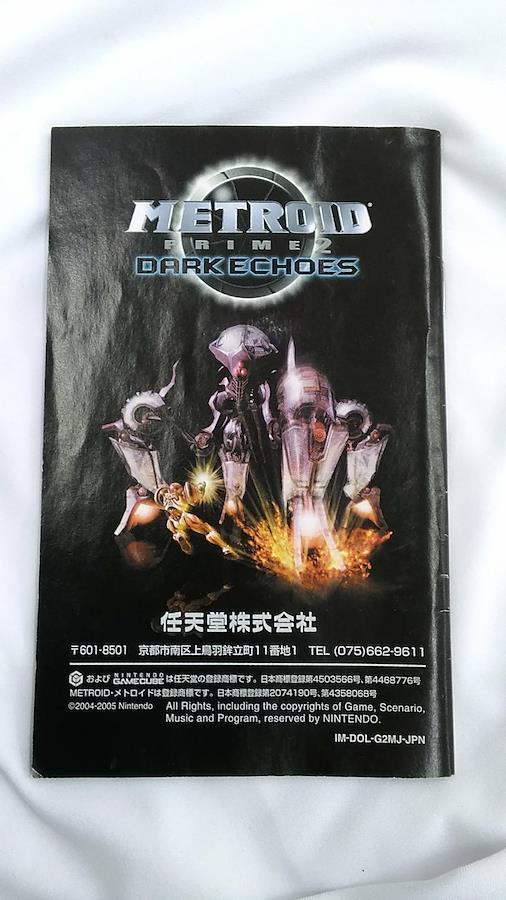 METROID®
PRIME 2
DARK ECHOES
任天堂株式会社
〒601-8501 京都市南区上鳥羽鉾立町11番地1 TEL (075)662-9611
および NINTENDO GAMECUBE は任天堂の登録商標です。日本商標登録第4503566号、第4468776号
METROID・メトロイドは登録商標です。日本商標登録第2074190号、第4358068号
©2004-2005 Nintendo All Rights, including the copyrights of Game, Scenario,
Music and Program, reserved by NINTENDO.
IM-DOL-G2MJ-JPN